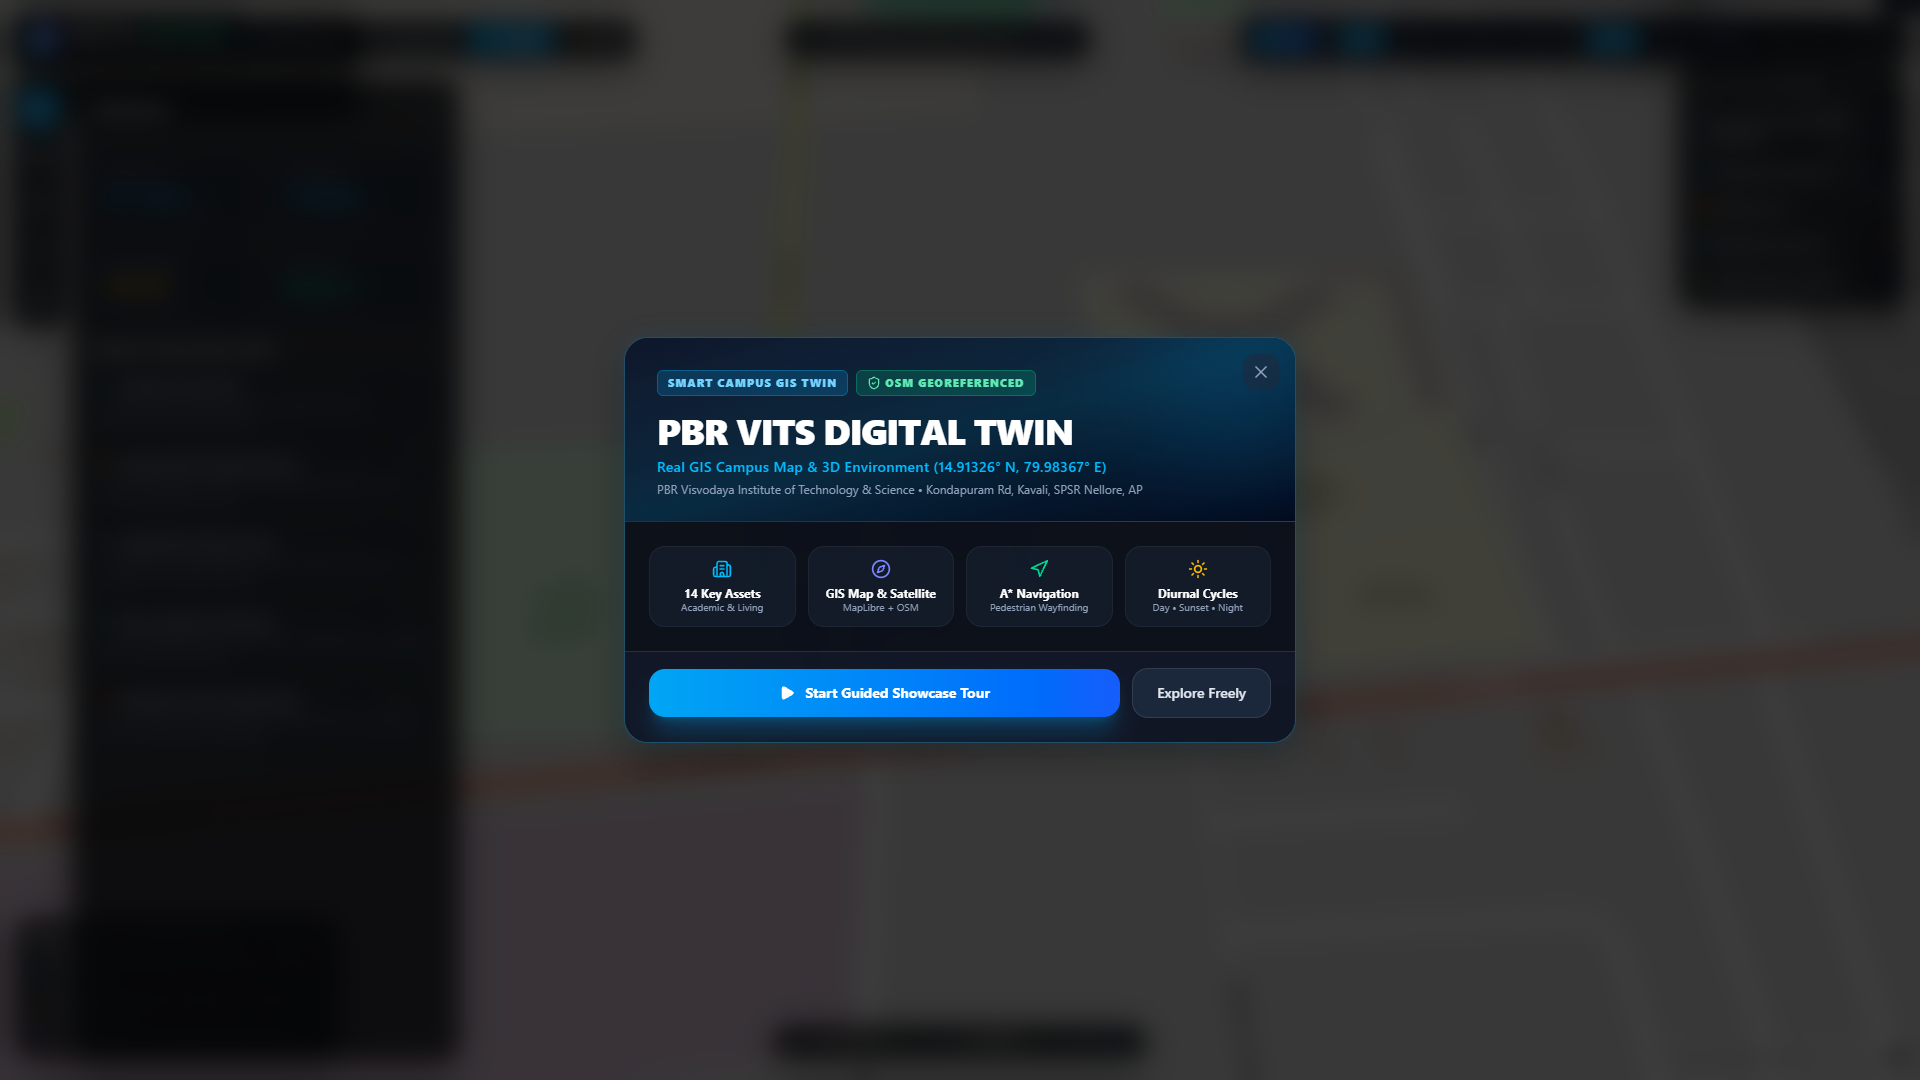 SMART CAMPUS GIS TWIN
OSM GEOREFERENCED
PBR VITS DIGITAL TWIN
Real GIS Campus Map & 3D Environment (14.91326° N, 79.98367° E)
PBR Visvodaya Institute of Technology & Science • Kondapuram Rd, Kavali, SPSR Nellore, AP
14 Key Assets
Academic & Living
GIS Map & Satellite
MapLibre + OSM
A* Navigation
Pedestrian Wayfinding
Diurnal Cycles
Day • Sunset • Night
Start Guided Showcase Tour
Explore Freely